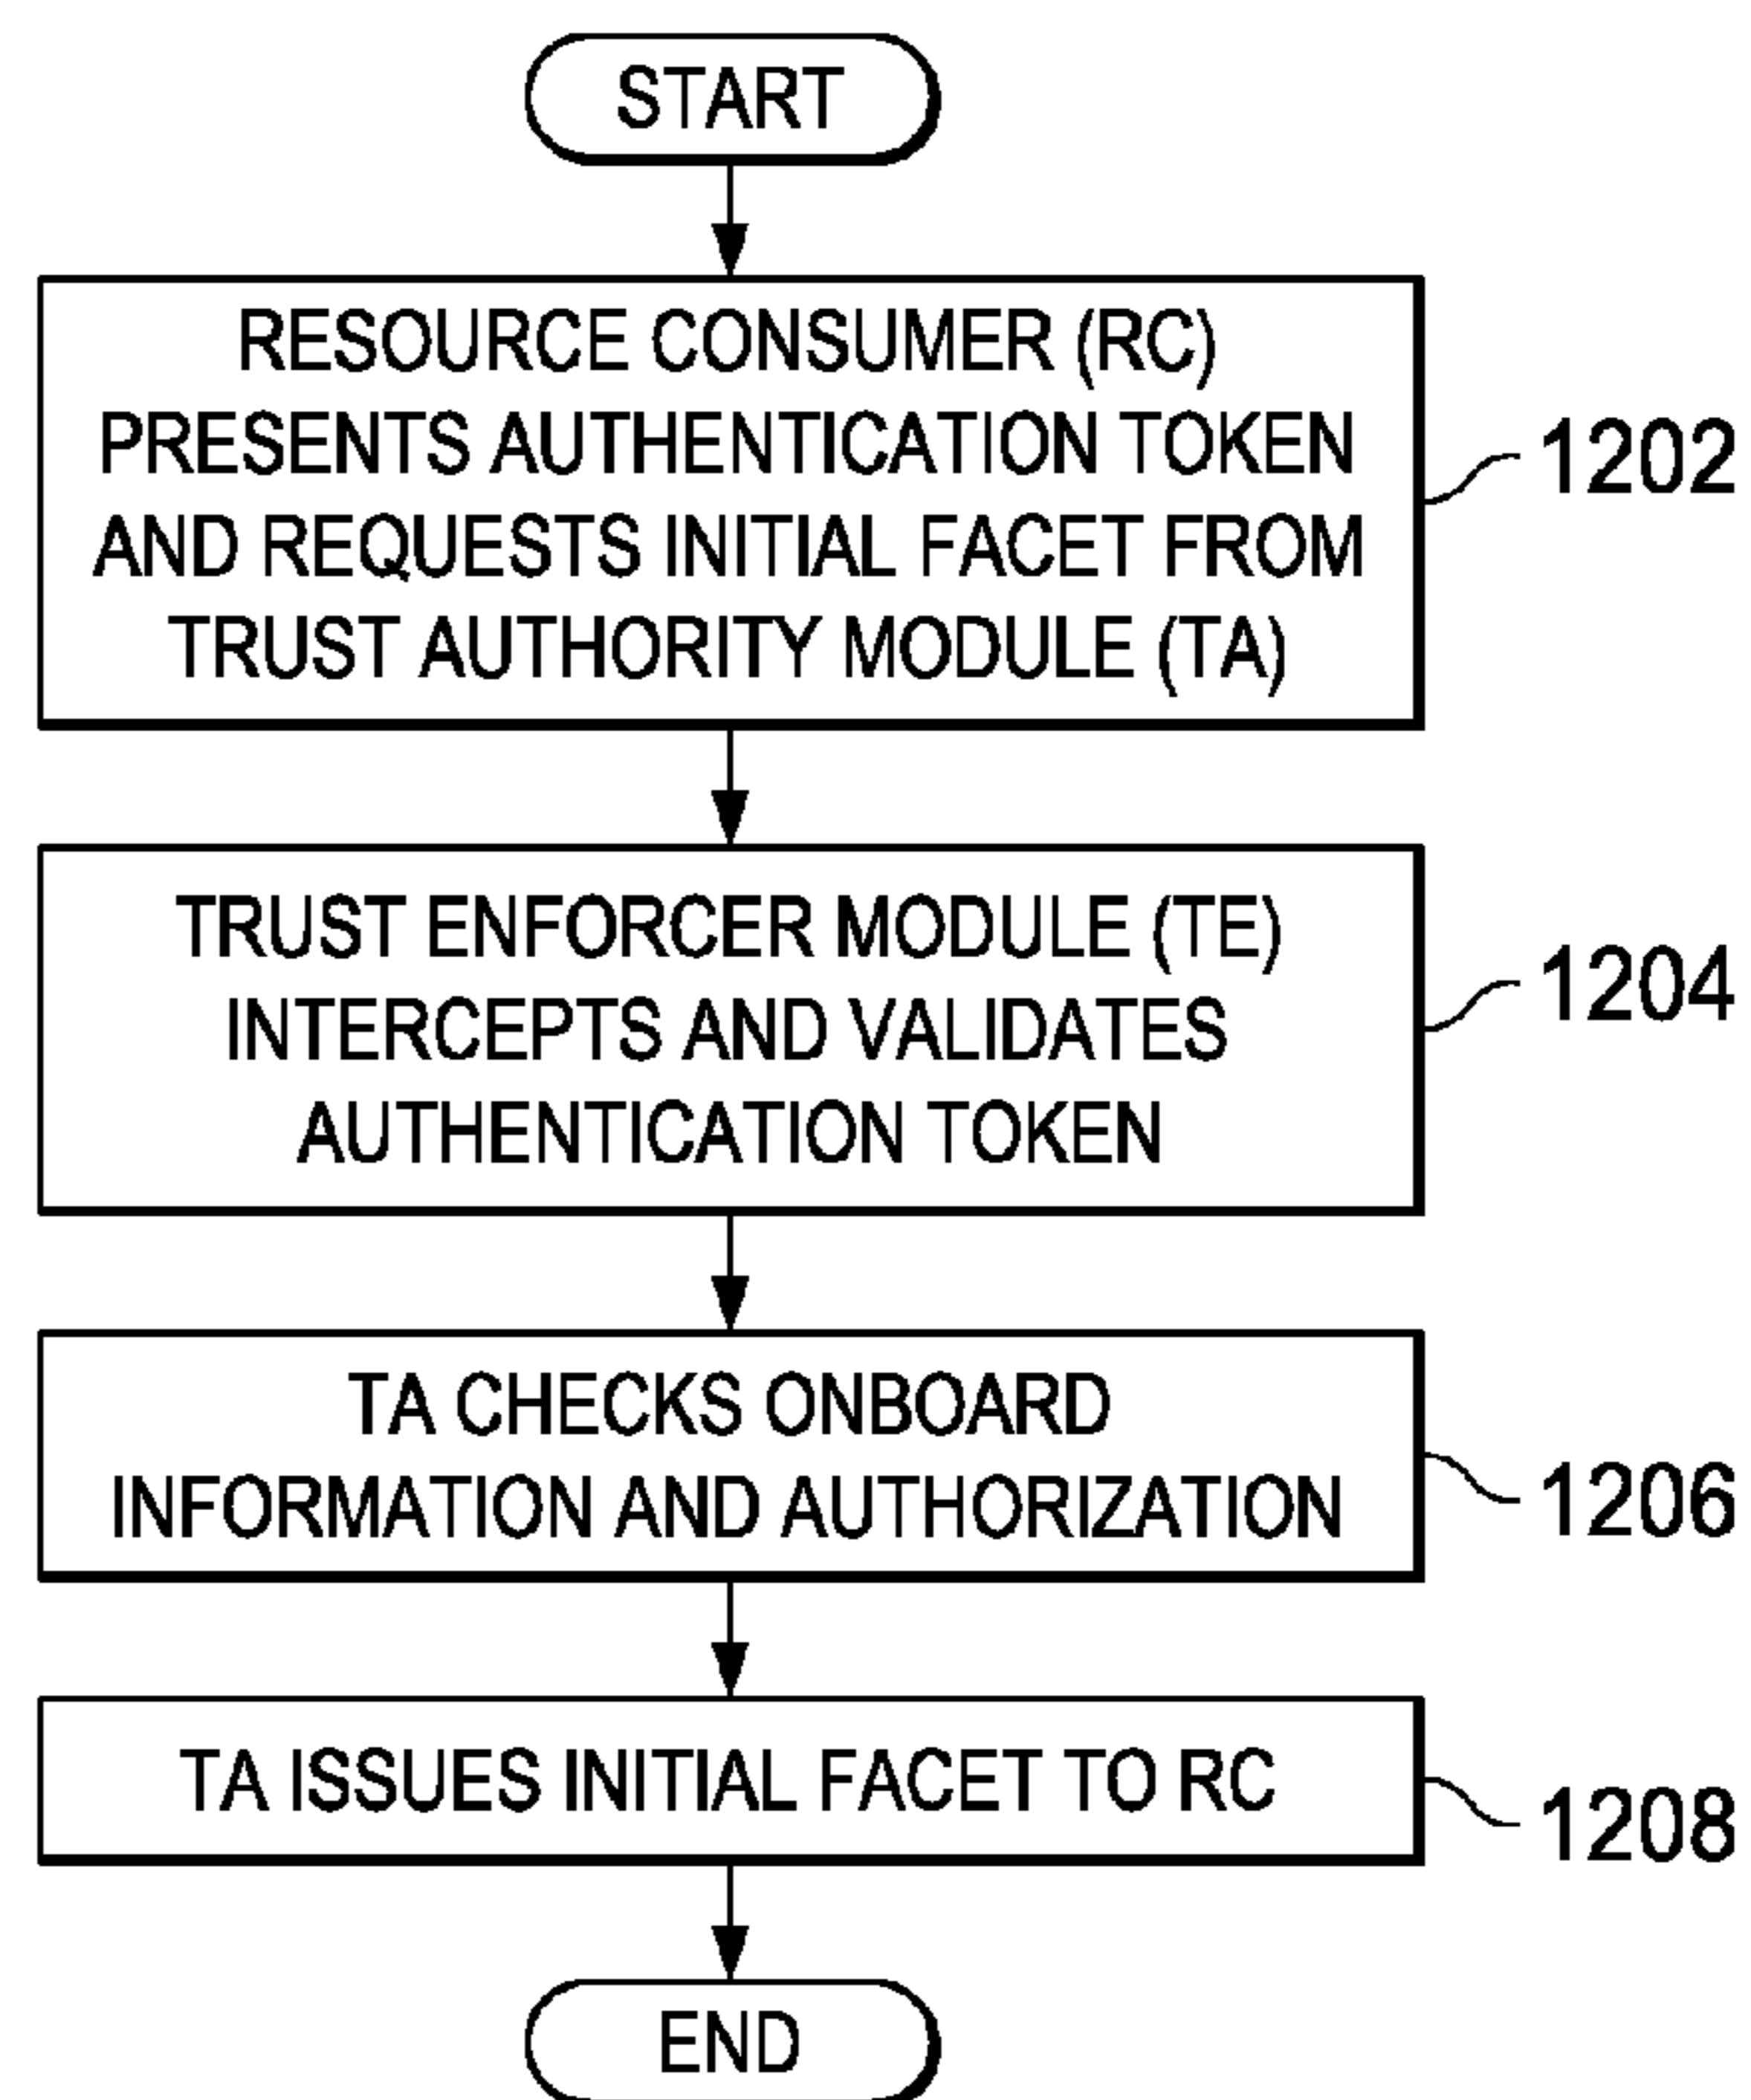 START
RESOURCE CONSUMER (RC)
PRESENTS AUTHENTICATION TOKEN
AND REQUESTS INITIAL FACET FROM
TRUST AUTHORITY MODULE (TA)
1202
TRUST ENFORCER MODULE (TE)
INTERCEPTS AND VALIDATES
AUTHENTICATION TOKEN
1204
TA CHECKS ONBOARD
INFORMATION AND AUTHORIZATION
1206
TA ISSUES INITIAL FACET TO RC
1208
END